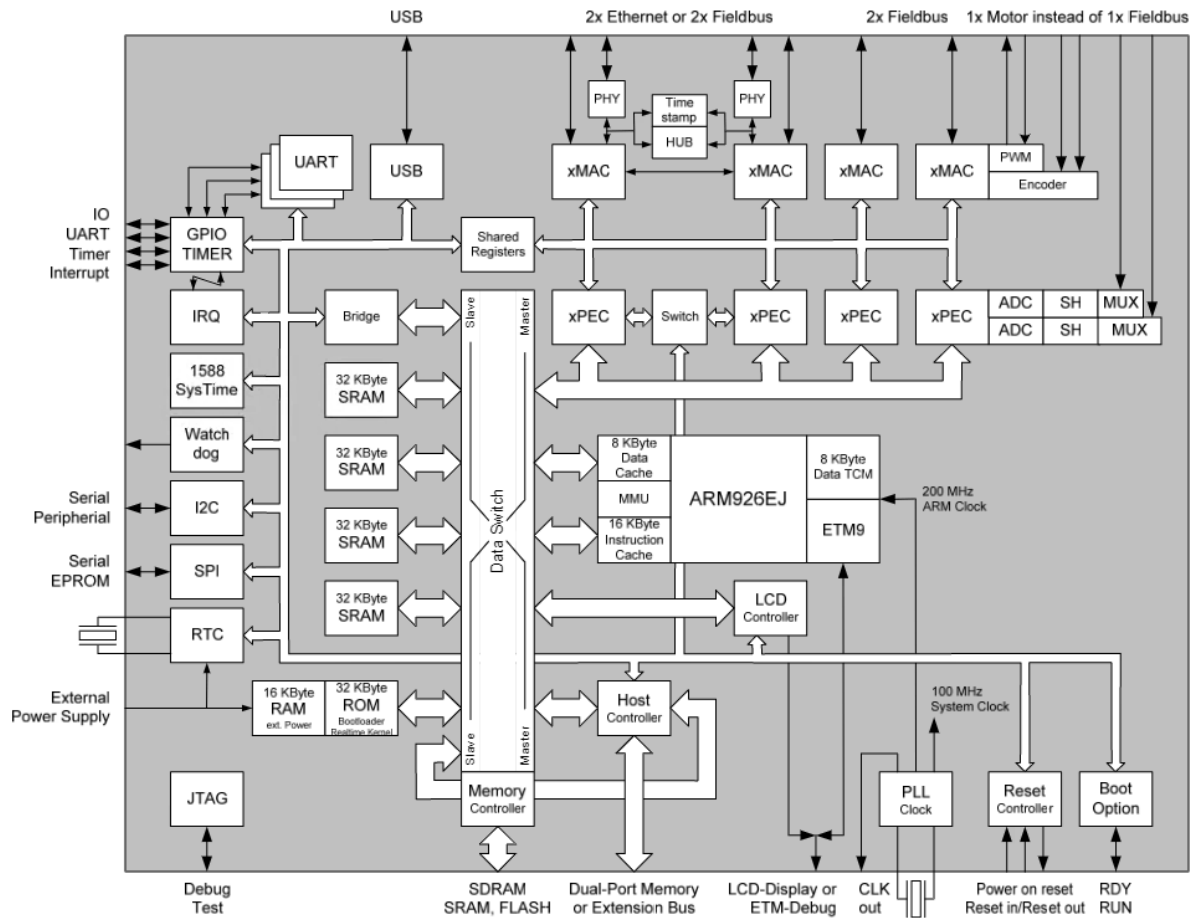 USB
2x Ethernet or 2x Fieldbus
2x Fieldbus
1x Motor instead of 1x Fieldbus
PHY
Time
stamp
HUB
PHY
UART
USB
xMAC
xMAC
xMAC
xMAC
PWM
Encoder
IO
UART
Timer
Interrupt
GPIO
TIMER
Shared
Registers
IRQ
Bridge
Slave
Master
xPEC
Switch
xPEC
xPEC
xPEC
ADC
SH
MUX
ADC
SH
MUX
1588
SysTime
32 KByte
SRAM
Watch
dog
32 KByte
SRAM
8 KByte
Data
Cache
MMU
16 KByte
Instruction
Cache
ARM926EJ
8 KByte
Data TCM
ETM9
200 MHz
ARM Clock
Data Switch
Serial
Peripherial
I2C
32 KByte
SRAM
Serial
EPROM
SPI
32 KByte
SRAM
LCD
Controller
RTC
External
Power Supply
16 KByte
RAM
ext. Power
32 KByte
ROM
Bootloader
Realtime Kernel
Host
Controller
100 MHz
System Clock
Slave
Master
JTAG
Memory
Controller
PLL
Clock
Reset
Controller
Boot
Option
Debug
Test
SDRAM
SRAM, FLASH
Dual-Port Memory
or Extension Bus
LCD-Display or
ETM-Debug
CLK
out
Power on reset
Reset in/Reset out
RDY
RUN